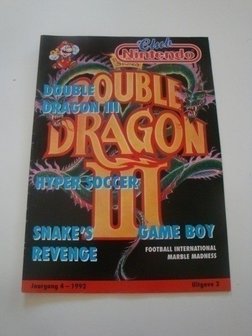 Club
Nintendo
DOUBLE
DRAGON
III
DOUBLE
DRAGON III
HYPER SOCCER
SNAKE'S
REVENGE
GAME BOY
FOOTBALL INTERNATIONAL
MARBLE MADNESS
Jaargang 4 - 1992
Uitgave 2